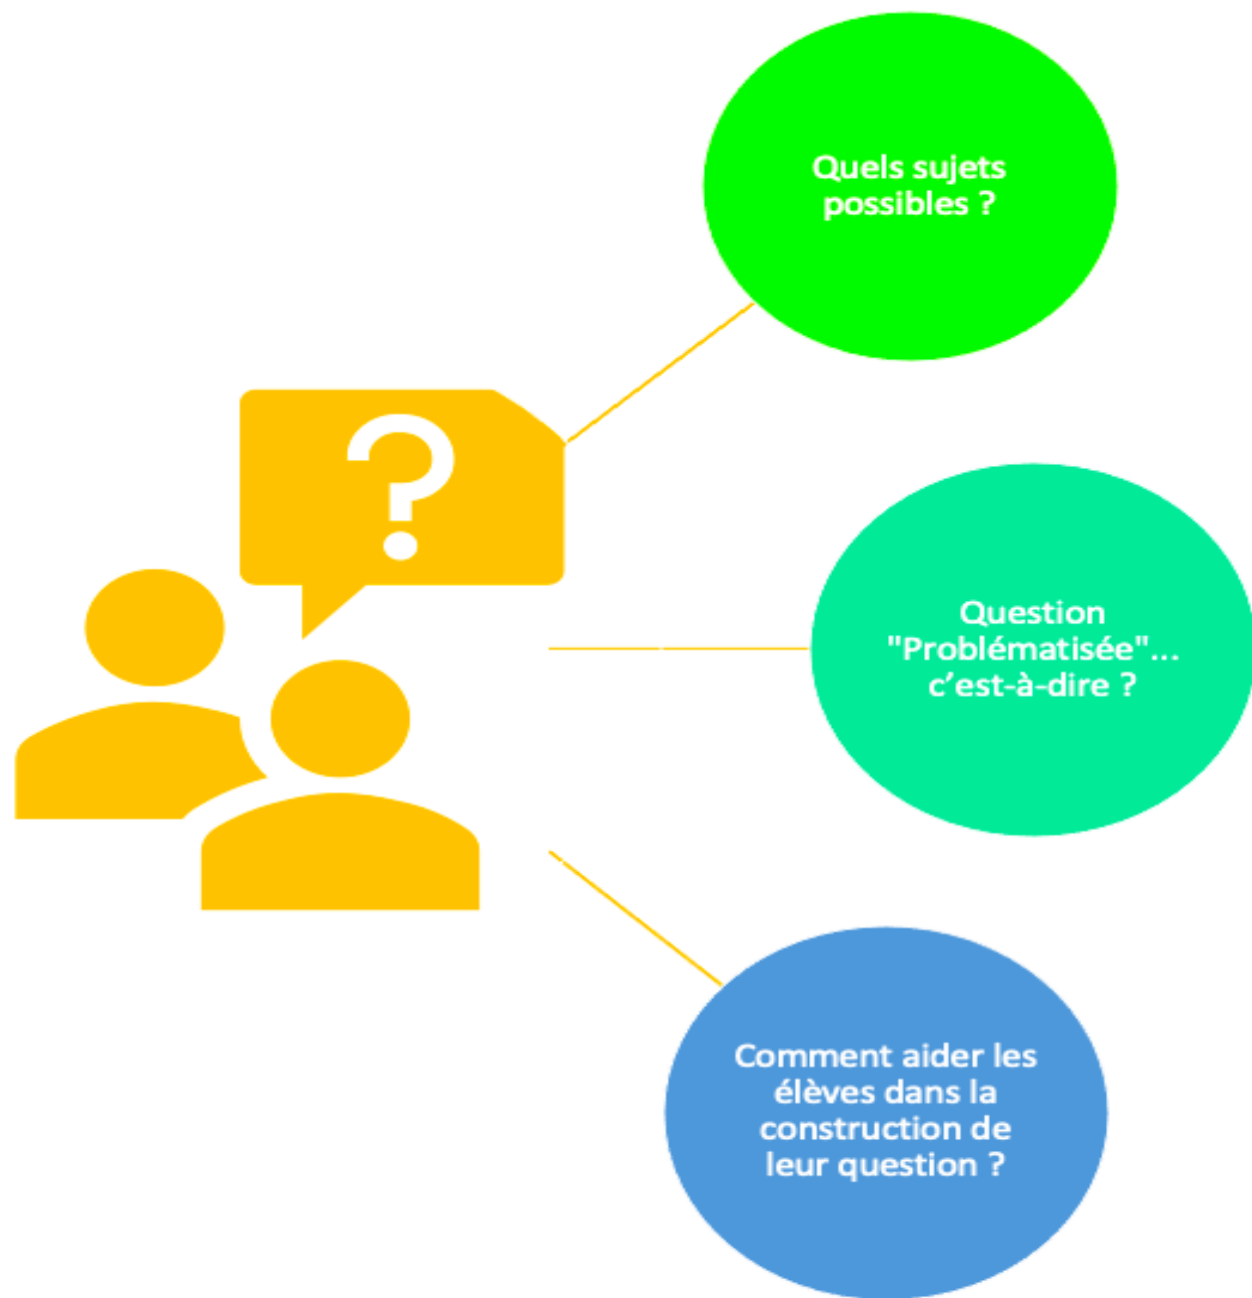 Quels sujets
possibles ?
?
Question
"Problématisée"...
c’est-à-dire ?
Comment aider les
élèves dans la
construction de
leur question ?